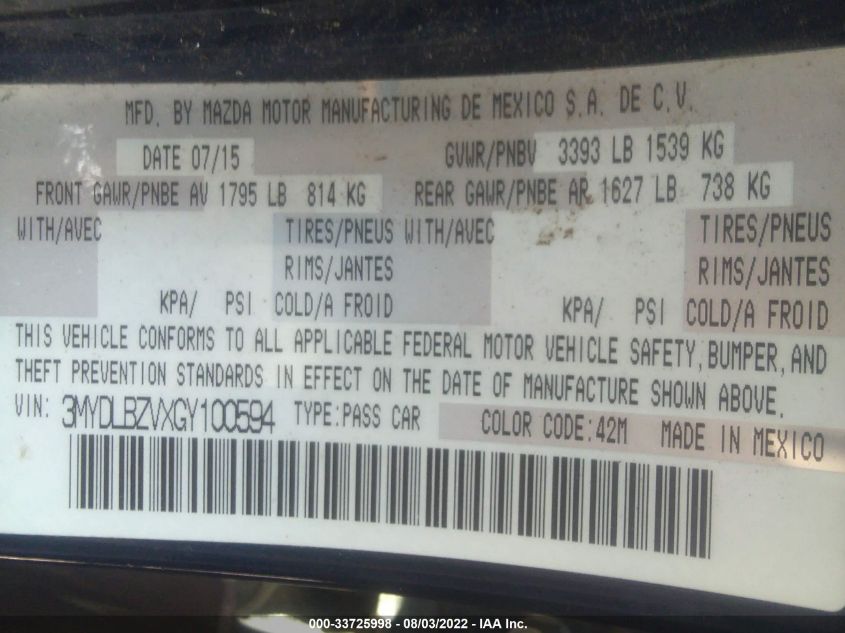 MFD. BY MAZDA MOTOR MANUFACTURING DE MEXICO S.A. DE C.V.
DATE 07/15 GVWR/PNBV 3393 LB 1539 KG
FRONT GAWR/PNBE AV 1795 LB 814 KG REAR GAWR/PNBE AR 1627 LB 738 KG
WITH/AVEC TIRES/PNEUS WITH/AVEC TIRES/PNEUS
RIMS/JANTES RIMS/JANTES
KPA/ PSI COLD/A FROID KPA/ PSI COLD/A FROID
THIS VEHICLE CONFORMS TO ALL APPLICABLE FEDERAL MOTOR VEHICLE SAFETY, BUMPER, AND
THEFT PREVENTION STANDARDS IN EFFECT ON THE DATE OF MANUFACTURE SHOWN ABOVE.
VIN: 3MYDLBZVXGY100594 TYPE:PASS CAR COLOR CODE:42M MADE IN MEXICO
000-33725998 - 08/03/2022 - IAA Inc.